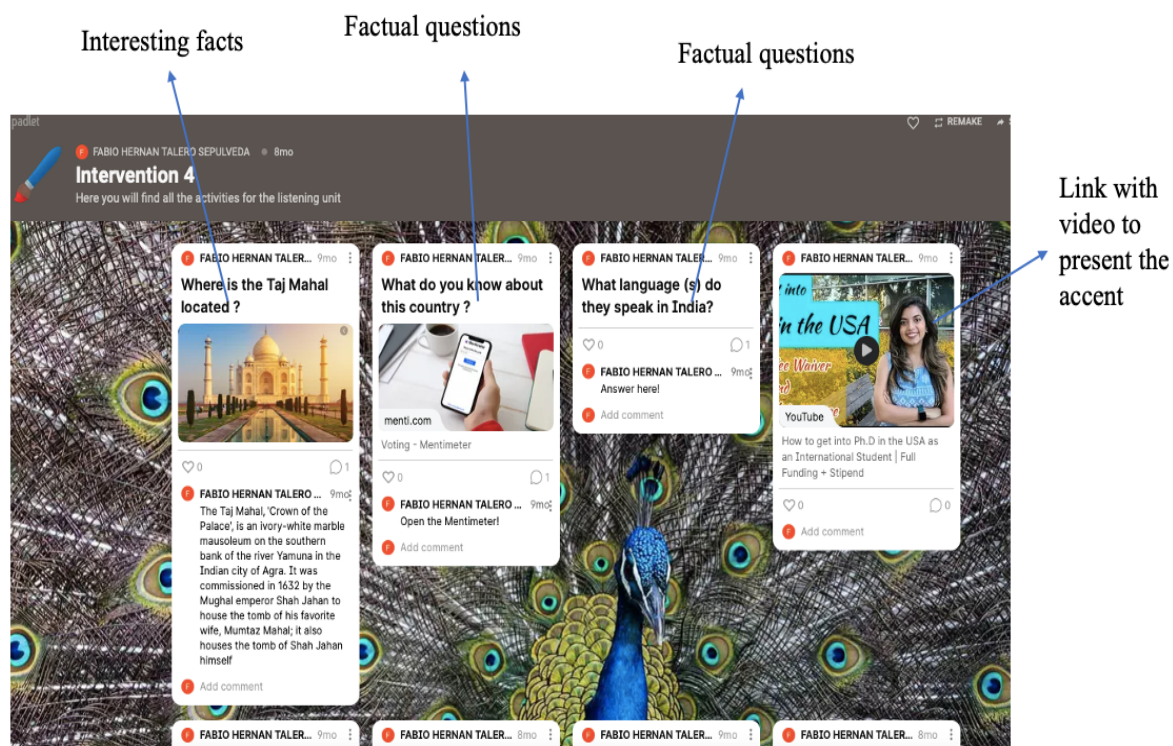 Interesting facts
Factual questions
Factual questions
Link with
video to
present the
accent
padlet
REMAKE
FABIO HERNAN TALERO SEPULVEDA 8mo
Intervention 4
Here you will find all the activities for the listening unit
FABIO HERNAN TALER... 9mo
Where is the Taj Mahal
located ?
0 1
FABIO HERNAN TALERO ... 9mo
The Taj Mahal, 'Crown of the
Palace', is an ivory-white marble
mausoleum on the southern
bank of the river Yamuna in the
Indian city of Agra. It was
commissioned in 1632 by the
Mughal emperor Shah Jahan to
house the tomb of his favorite
wife, Mumtaz Mahal; it also
houses the tomb of Shah Jahan
himself
Add comment
FABIO HERNAN TALER... 9mo
What do you know about
this country ?
menti.com
Voting - Mentimeter
0 1
FABIO HERNAN TALERO ... 9mo
Open the Mentimeter!
Add comment
FABIO HERNAN TALER... 9mo
What language (s) do
they speak in India?
0 1
FABIO HERNAN TALERO ... 9mo
Answer here!
Add comment
FABIO HERNAN TALER... 9mo
into
in the USA
YouTube
How to get into Ph.D in the USA as
an International Student | Full
Funding + Stipend
0 0
Add comment
FABIO HERNAN TALER... 9mo
FABIO HERNAN TALER... 8mo
FABIO HERNAN TALER... 9mo
FABIO HERNAN TALER... 8mo